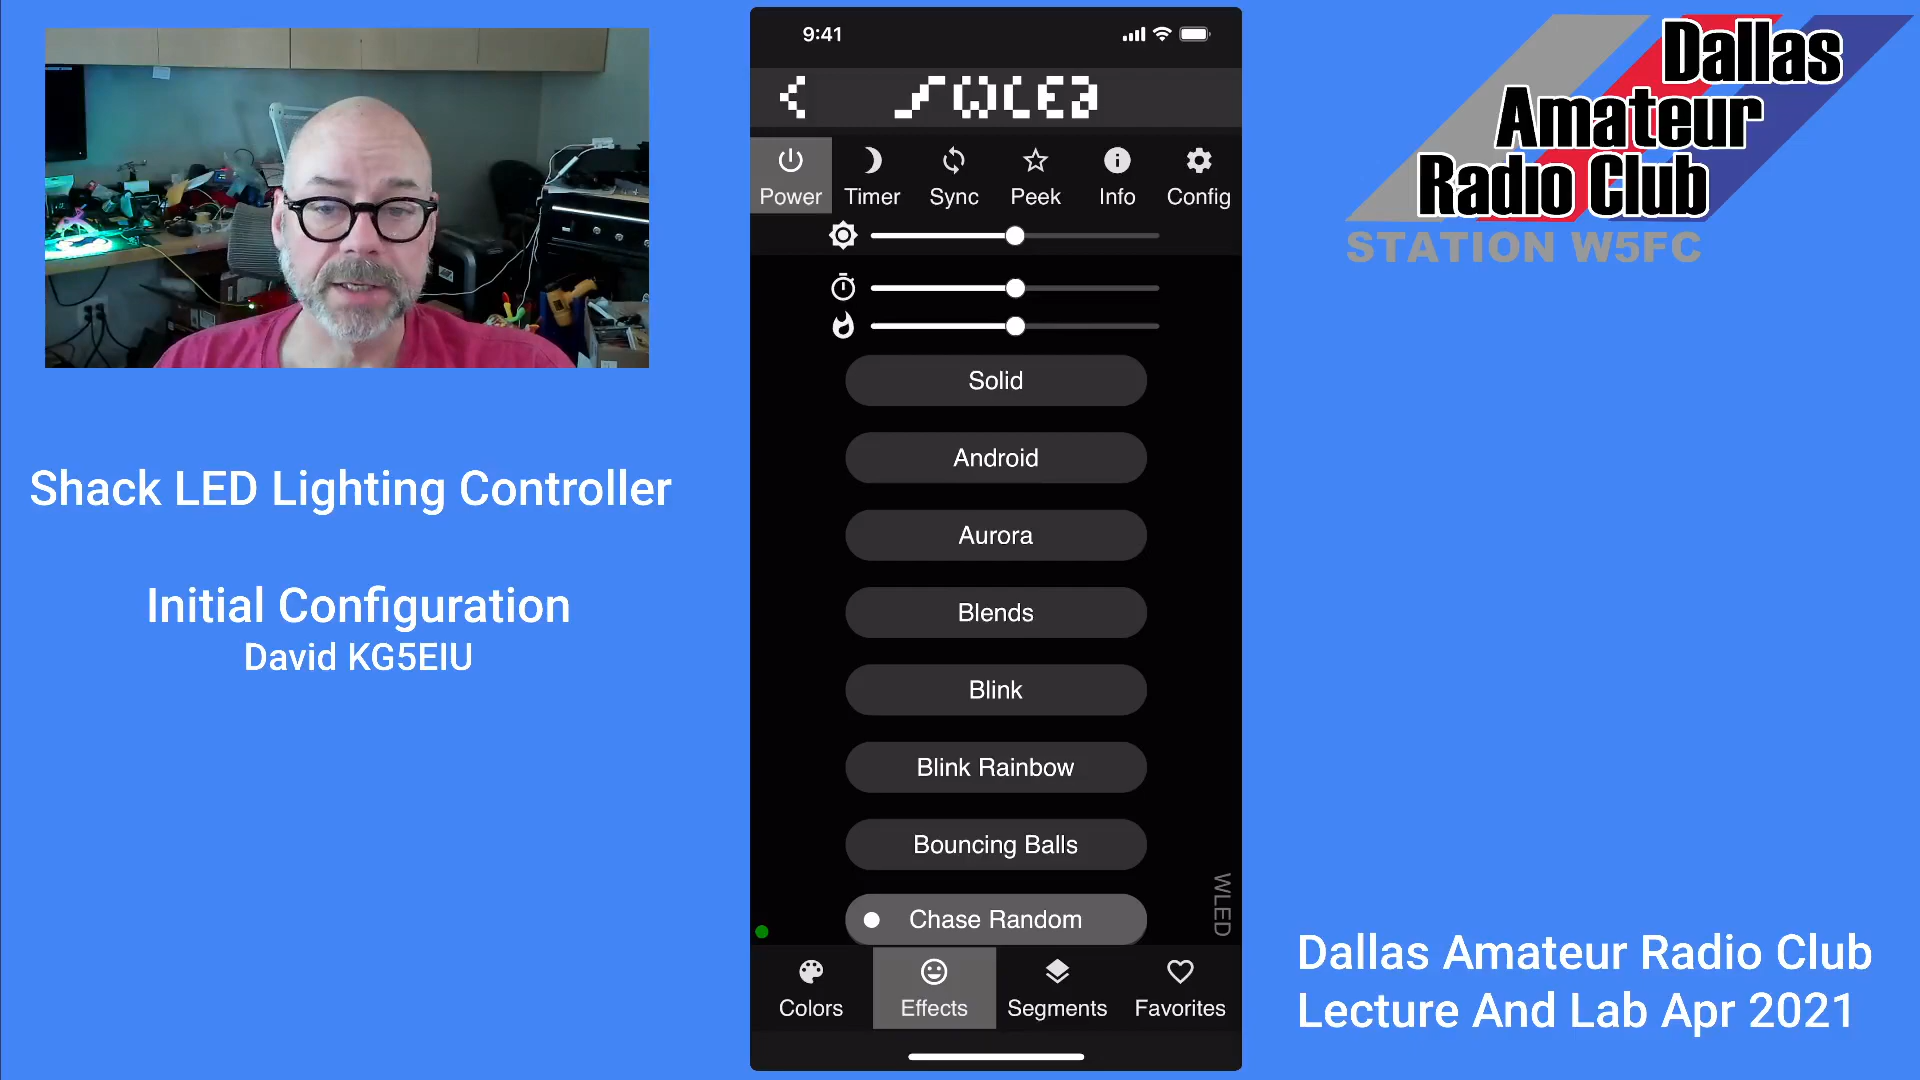 Shack LED Lighting Controller
Initial Configuration
David KG5EIU
9:41
WLED
Power Timer Sync Peek Info Config
Solid
Android
Aurora
Blends
Blink
Blink Rainbow
Bouncing Balls
Chase Random
WLED
Colors Effects Segments Favorites
Dallas
Amateur
Radio Club
STATION W5FC
Dallas Amateur Radio Club
Lecture And Lab Apr 2021